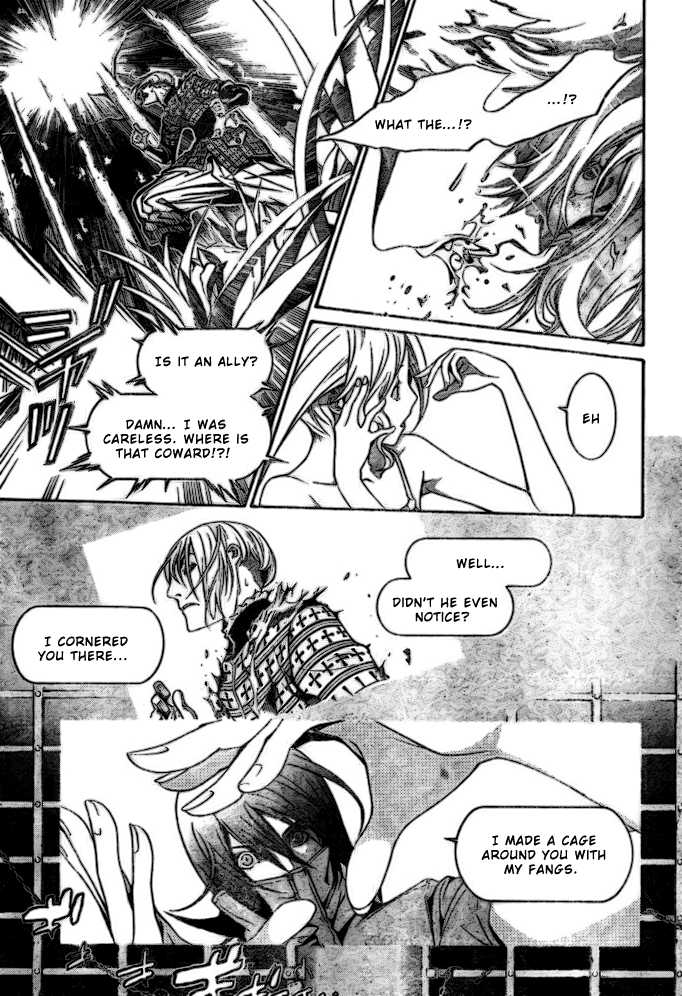 ...!?
WHAT THE...!?
IS IT AN ALLY?
DAMN... I WAS
CARELESS. WHERE IS
THAT COWARD!?!
EH
WELL...
DIDN'T HE EVEN
NOTICE?
I CORNERED
YOU THERE...
I MADE A CAGE
AROUND YOU WITH
MY FANGS.